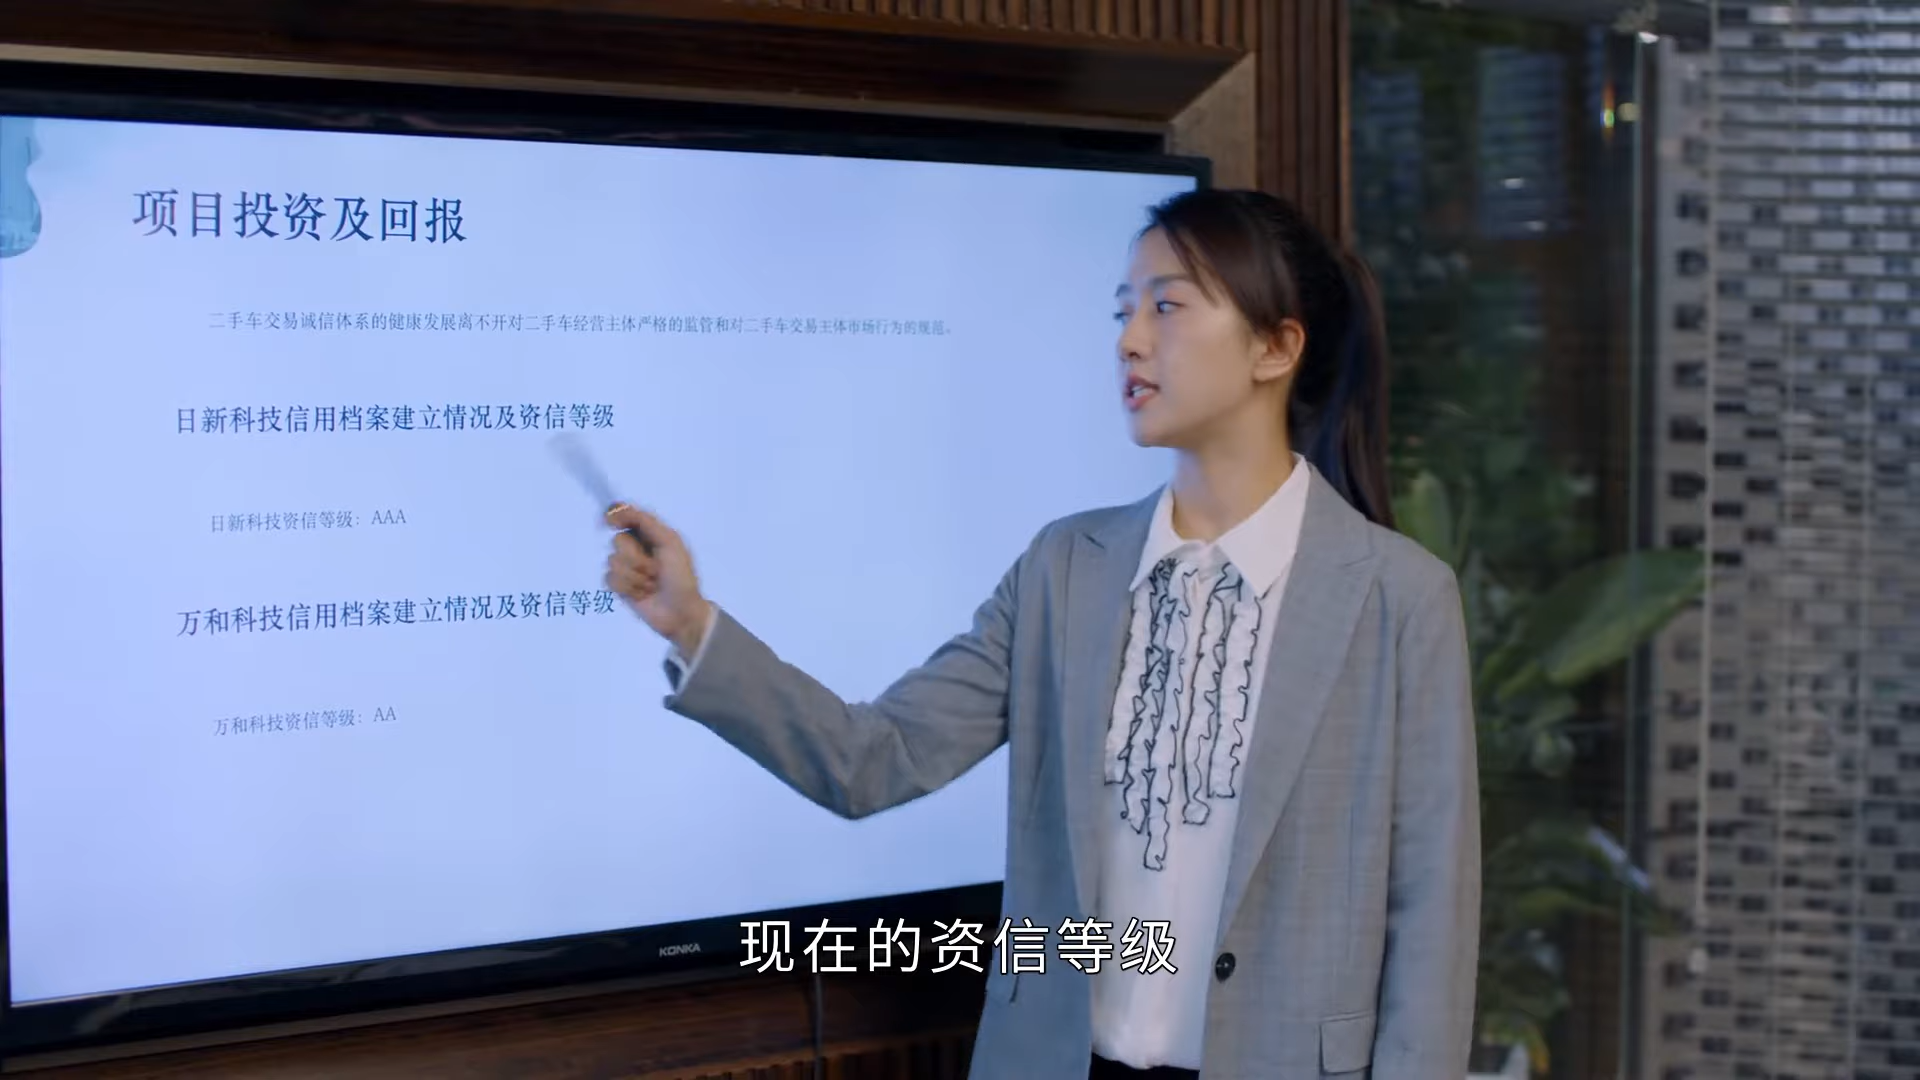 项目投资及回报
二手车交易诚信体系的健康发展离不开对二手车经营主体严格的监管和对二手车交易主体市场行为的规范。
日新科技信用档案建立情况及资信等级
日新科技资信等级：AAA
万和科技信用档案建立情况及资信等级
万和科技资信等级：AA
KONKA
现在的资信等级